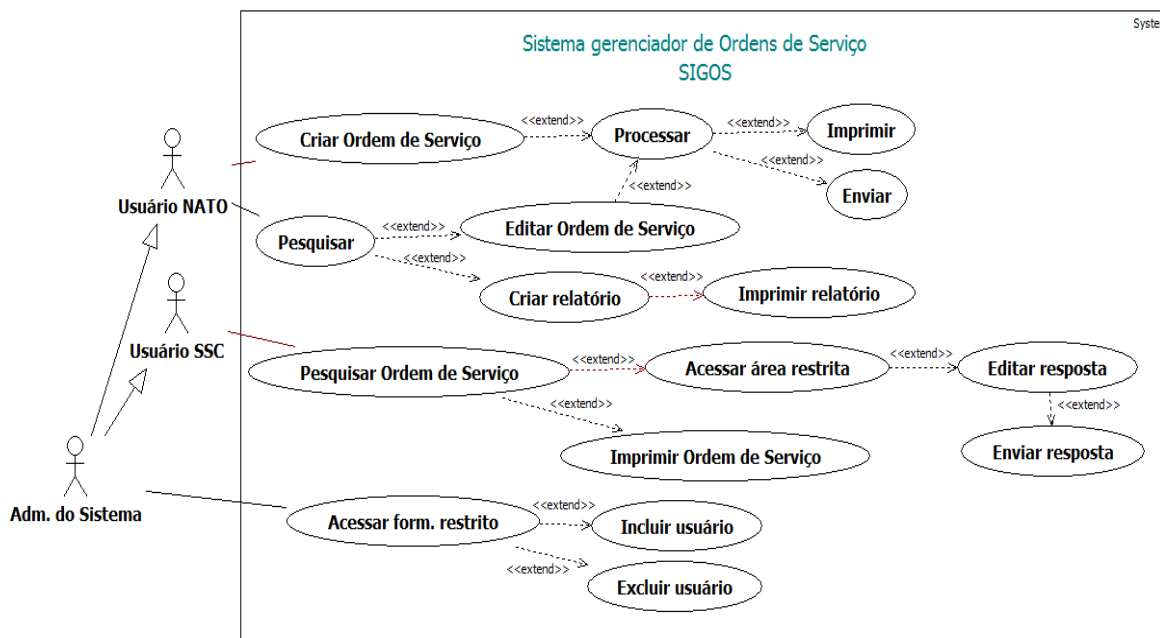 Syste
Sistema gerenciador de Ordens de Serviço
SIGOS
Criar Ordem de Serviço
<<extend>>
Processar
<<extend>>
Imprimir
<<extend>>
Enviar
Usuário NATO
<<extend>>
Pesquisar
<<extend>>
Editar Ordem de Serviço
<<extend>>
Criar relatório
<<extend>>
Imprimir relatório
Usuário SSC
Pesquisar Ordem de Serviço
<<extend>>
Acessar área restrita
<<extend>>
Editar resposta
<<extend>>
Enviar resposta
<<extend>>
Imprimir Ordem de Serviço
Adm. do Sistema
Acessar form. restrito
<<extend>>
Incluir usuário
<<extend>>
Excluir usuário